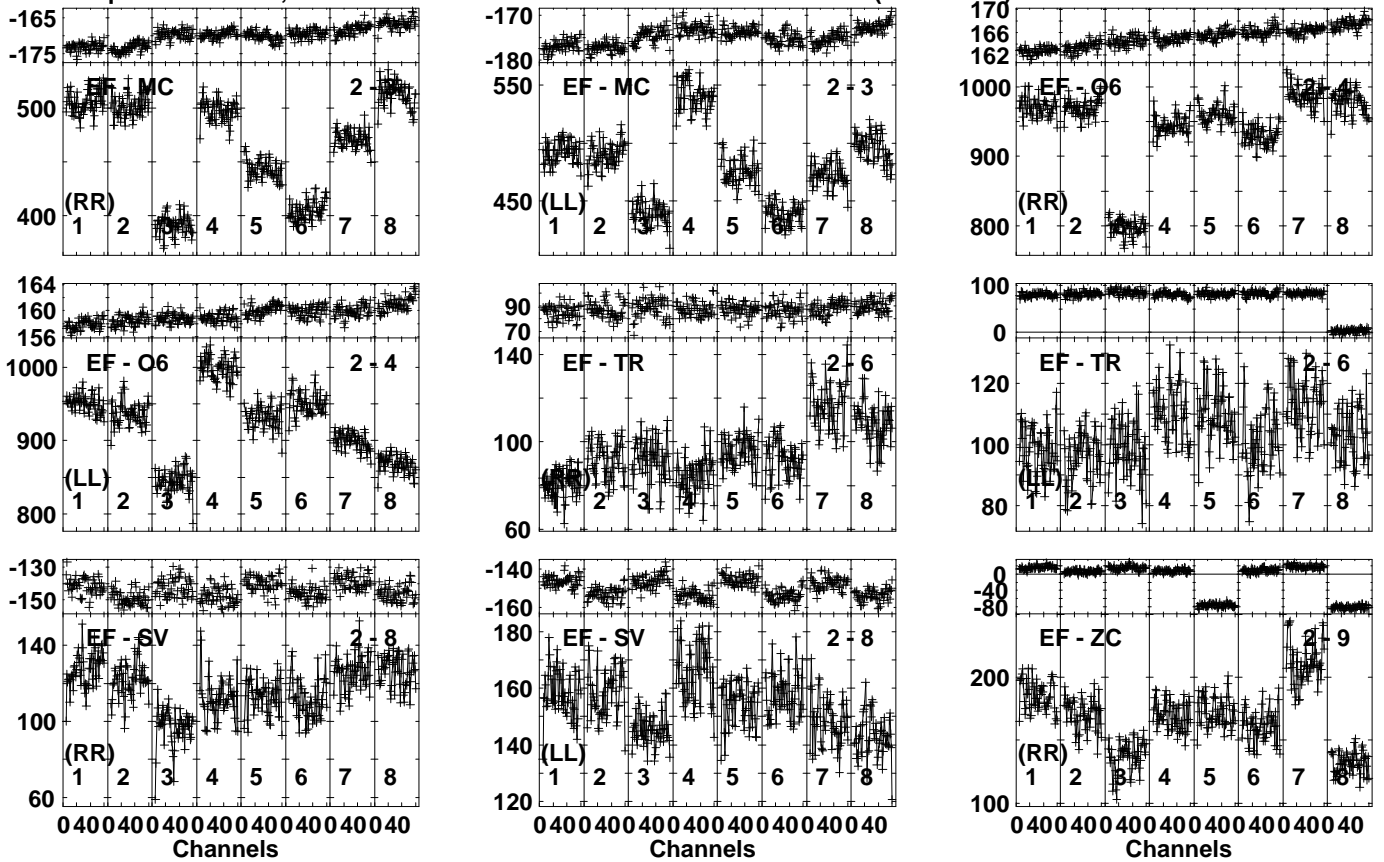 -165
-175
EF - MC 2 - 3
500
400
(RR)
1 2 3 4 5 6 7 8
-170
-180
550
EF - MC 2 - 3
450
(LL)
1 2 3 4 5 6 7 8
170
166
162
1000
EF - O6 2 - 4
900
(RR)
800
1 2 3 4 5 6 7 8
164
160
156
1000
EF - O6 2 - 4
900
(LL)
800
1 2 3 4 5 6 7 8
90
70
140
EF - TR 2 - 6
100
(RR)
60
1 2 3 4 5 6 7 8
100
0
EF - TR 2 - 6
120
100
(LL)
80
1 2 3 4 5 6 7 8
-130
-150
EF - SV 2 - 8
140
100
(RR)
60
1 2 3 4 5 6 7 8
0 40 0 40 0 40 0 40 0 40 0 40 0 40 0 40
Channels
-140
-160
180
EF - SV 2 - 8
160
140
(LL)
120
1 2 3 4 5 6 7 8
0 40 0 40 0 40 0 40 0 40 0 40 0 40 0 40
Channels
0
-40
-80
EF - ZC 2 - 9
200
(RR)
100
1 2 3 4 5 6 7 8
0 40 0 40 0 40 0 40 0 40 0 40 0 40 0 40
Channels